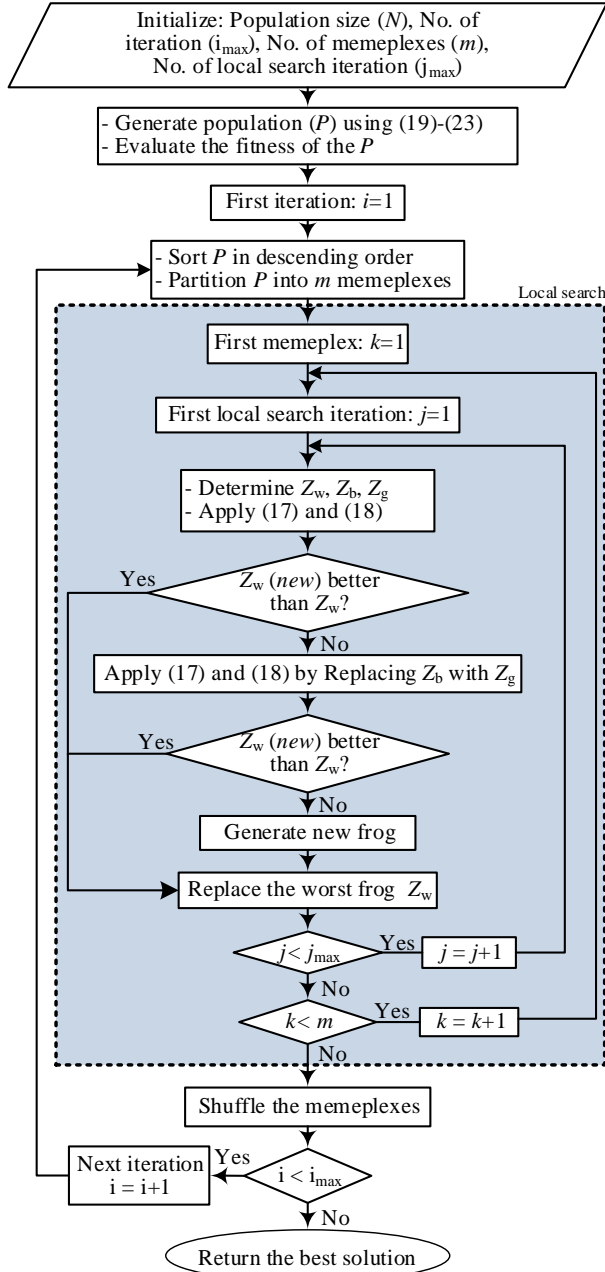 Initialize: Population size (N), No. of
iteration (imax), No. of memeplexes (m),
No. of local search iteration (jmax)
- Generate population (P) using (19)-(23)
- Evaluate the fitness of the P
First iteration: i=1
- Sort P in descending order
- Partition P into m memeplexes
Local search
First memeplex: k=1
First local search iteration: j=1
- Determine Zw, Zb, Zg
- Apply (17) and (18)
Yes
Zw (new) better
than Zw?
No
Apply (17) and (18) by Replacing Zb with Zg
Yes
Zw (new) better
than Zw?
No
Generate new frog
Replace the worst frog Zw
j< jmax
Yes
j = j+1
No
k< m
Yes
k = k+1
No
Shuffle the memeplexes
Next iteration
i = i+1
Yes
i < imax
No
Return the best solution